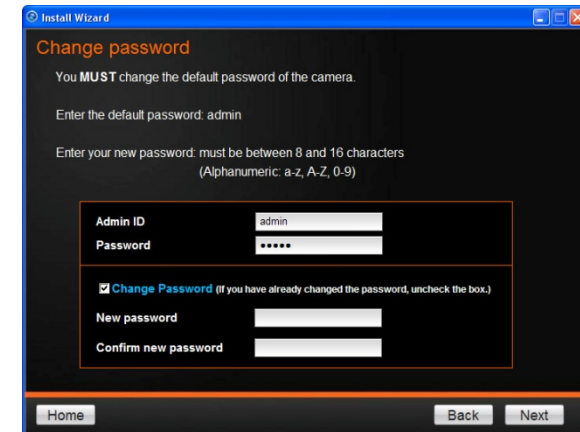 Install Wizard
Change password
You MUST change the default password of the camera.
Enter the default password: admin
Enter your new password: must be between 8 and 16 characters
(Alphanumeric: a-z, A-Z, 0-9)
Admin ID admin
Password •••••
Change Password (If you have already changed the password, uncheck the box.)
New password
Confirm new password
Home Back Next